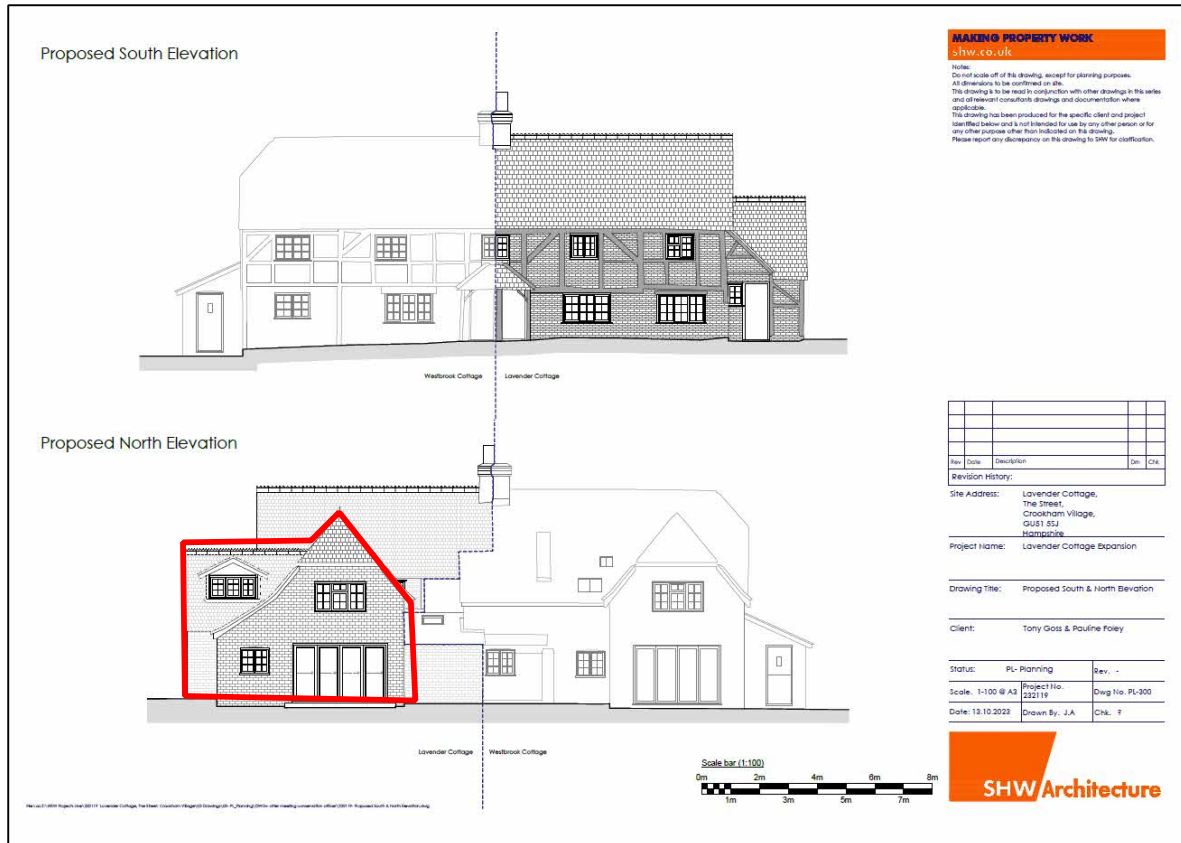 Proposed South Elevation
MAKING PROPERTY WORK
shw.co.uk
Notes:
Do not scale off of this drawing, except for planning purposes.
All dimensions to be confirmed on site.
This drawing is to be read in conjunction with other drawings in this series
and all relevant consultants drawings and documentation where
applicable.
This drawing has been produced for the specific client and project
identified below and is not intended for use by any other person or for
any other purpose other than indicated on this drawing.
Please report any discrepancy on this drawing to SHW for clarification.
Westbrook Cottage
Lavender Cottage
Proposed North Elevation
Rev Date Description Drn Chk
Revision History:
Site Address: Lavender Cottage,
The Street,
Crookham Village,
GU51 5SJ
Hampshire
Project Name: Lavender Cottage Expansion
Drawing Title: Proposed South & North Elevation
Client: Tony Goss & Pauline Foley
Status: PL- Planning Rev. -
Scale. 1-100 @ A3 Project No. 232119 Dwg No. PL-300
Date: 13.10.2023 Drawn By. J.A Chk. ?
Lavender Cottage
Westbrook Cottage
Scale bar (1:100)
0m 2m 4m 6m 8m
1m 3m 5m 7m
SHW Architecture